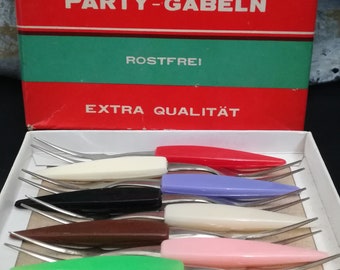 PARTY-GABELN
ROSTFREI
EXTRA QUALITÄT